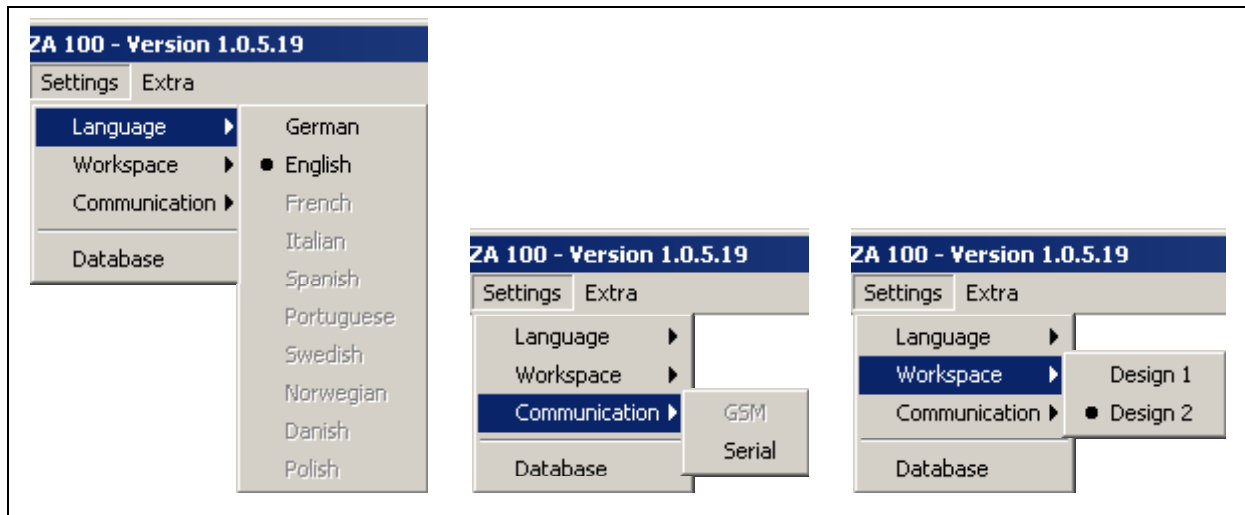 ZA 100 - Version 1.0.5.19
Settings Extra
Language
Workspace
Communication
Database
German
English
French
Italian
Spanish
Portuguese
Swedish
Norwegian
Danish
Polish
ZA 100 - Version 1.0.5.19
Settings Extra
Language
Workspace
Communication
Database
GSM
Serial
ZA 100 - Version 1.0.5.19
Settings Extra
Language
Workspace
Communication
Database
Design 1
Design 2